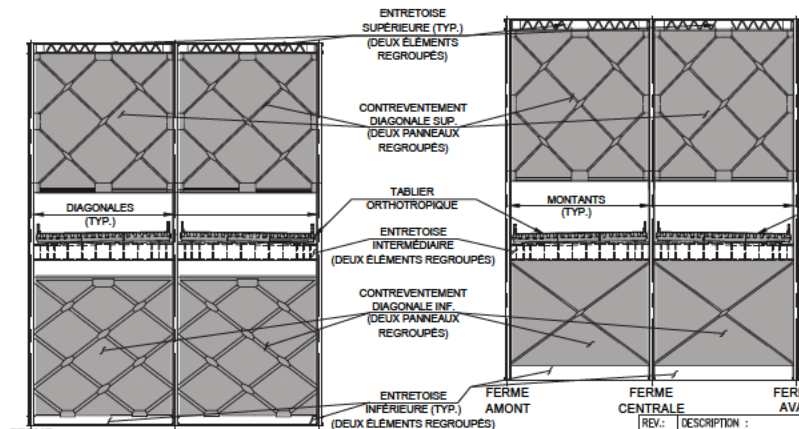 ENTRETOISE
SUPÉRIEURE (TYP.)
(DEUX ÉLÉMENTS
REGROUPÉS)
CONTREVENTEMENT
DIAGONALE SUP.
(DEUX PANNEAUX
REGROUPÉS)
DIAGONALES
(TYP.)
TABLIER
ORTHOTROPIQUE
MONTANTS
(TYP.)
ENTRETOISE
INTERMÉDIAIRE
(DEUX ÉLÉMENTS REGROUPÉS)
CONTREVENTEMENT
DIAGONALE INF.
(DEUX PANNEAUX
REGROUPÉS)
ENTRETOISE
INFÉRIEURE (TYP.)
(DEUX ÉLÉMENTS REGROUPÉS)
FERME
AMONT
FERME
CENTRALE
FER
AVA
REV.: DESCRIPTION :